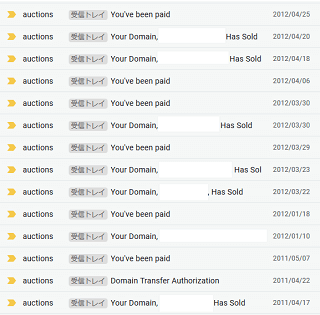 auctions 受信トレイ You've been paid 2012/04/25
auctions 受信トレイ Your Domain, Has Sold 2012/04/20
auctions 受信トレイ Your Domain, Has Sold 2012/04/18
auctions 受信トレイ You've been paid 2012/04/06
auctions 受信トレイ You've been paid 2012/03/30
auctions 受信トレイ Your Domain, Has Sold 2012/03/30
auctions 受信トレイ You've been paid 2012/03/29
auctions 受信トレイ Your Domain, Has Sol 2012/03/23
auctions 受信トレイ Your Domain, , Has Sold 2012/03/22
auctions 受信トレイ You've been paid 2012/01/18
auctions 受信トレイ Your Domain, 2012/01/10
auctions 受信トレイ You've been paid 2011/05/07
auctions 受信トレイ Domain Transfer Authorization 2011/04/22
auctions 受信トレイ Your Domain, Has Sold 2011/04/17